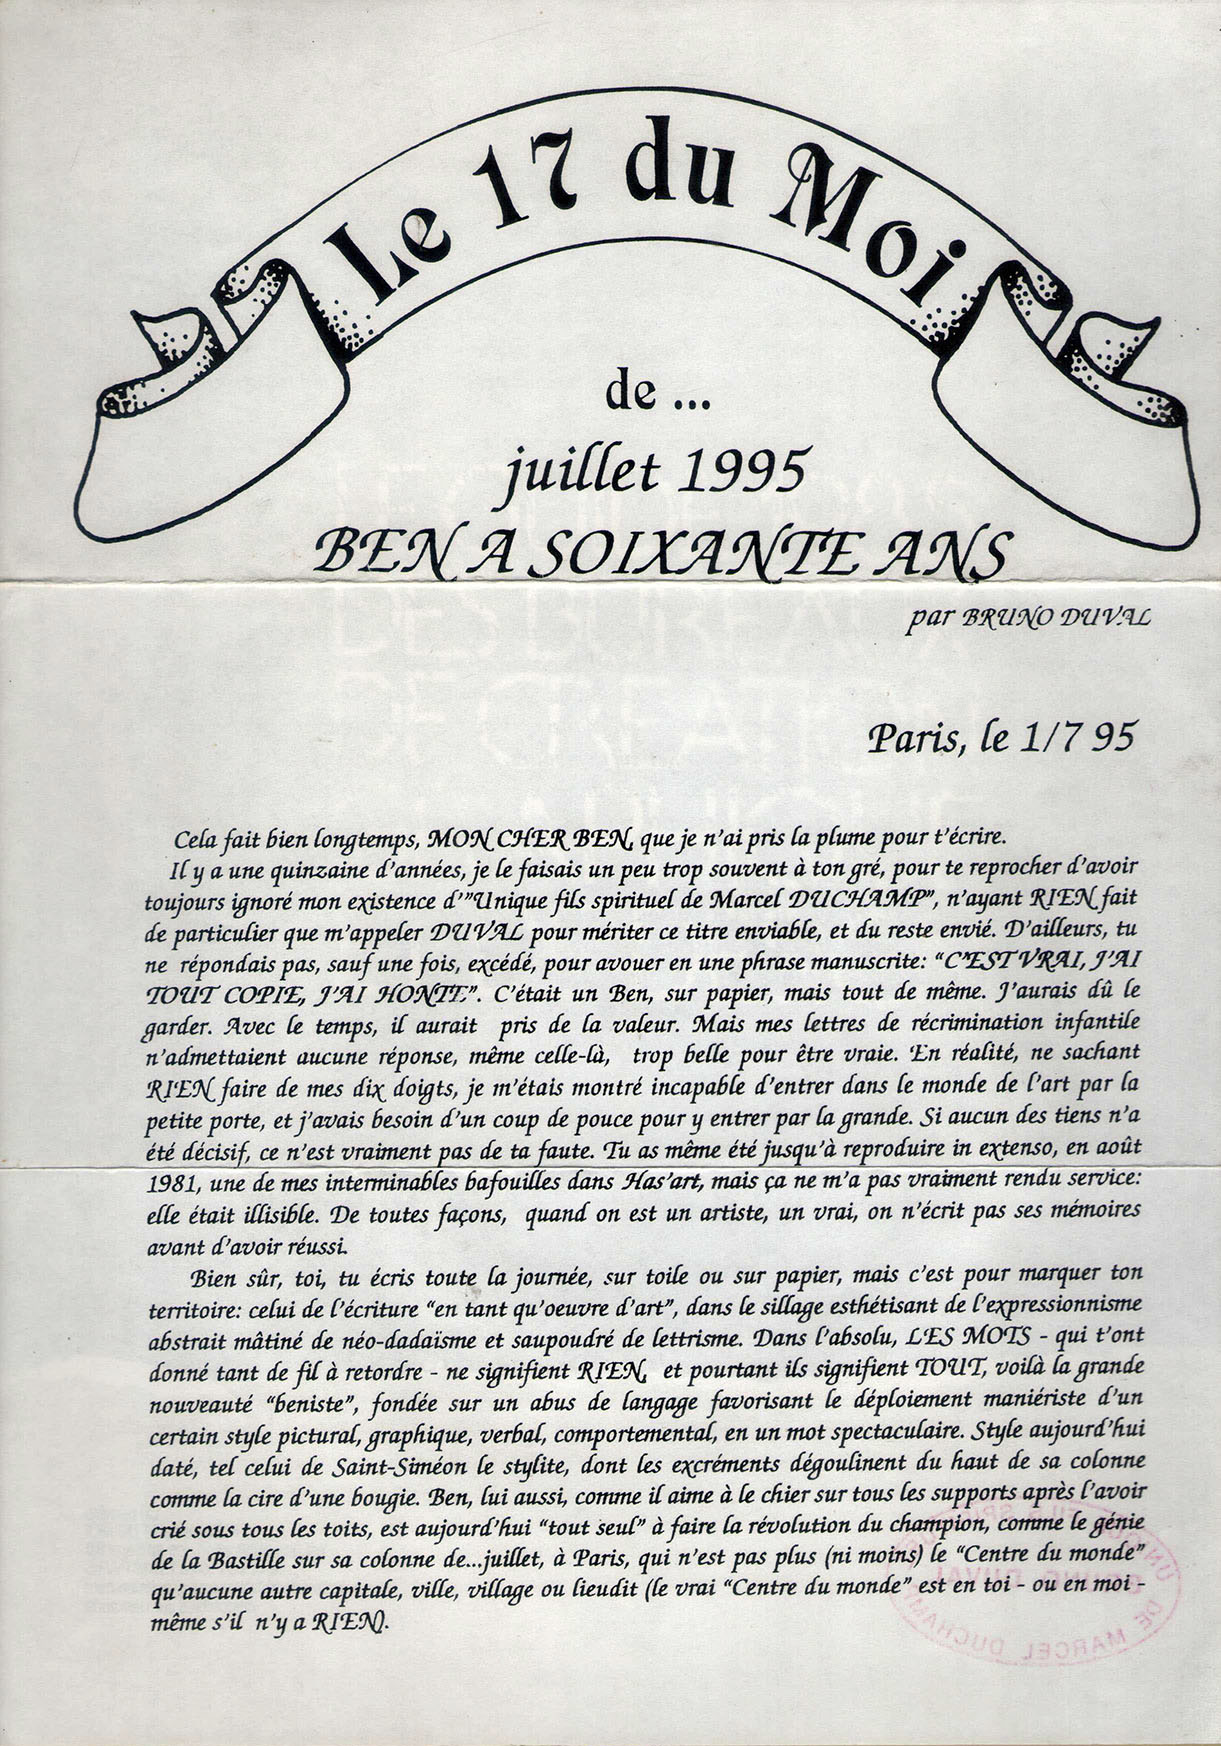 Le 17 du Moi
de ...
juillet 1995
BEN A SOIXANTE ANS
par BRUNO DUVAL
Paris, le 1/7 95
Cela fait bien longtemps, MON CHER BEN, que je n'ai pris la plume pour t'écrire.
Il y a une quinzaine d'années, je le faisais un peu trop souvent à ton gré, pour te reprocher d'avoir
toujours ignoré mon existence d'"Unique fils spirituel de Marcel DUCHAMP", n'ayant RIEN fait
de particulier que m'appeler DUVAL pour mériter ce titre enviable, et du reste envié. D'ailleurs, tu
ne répondais pas, sauf une fois, excédé, pour avouer en une phrase manuscrite: "C'EST VRAI, J'AI
TOUT COPIE, J'AI HONTE". C'était un Ben, sur papier, mais tout de même. J'aurais dû le
garder. Avec le temps, il aurait pris de la valeur. Mais mes lettres de récrimination infantile
n'admettaient aucune réponse, même celle-là, trop belle pour être vraie. En réalité, ne sachant
RIEN faire de mes dix doigts, je m'étais montré incapable d'entrer dans le monde de l'art par la
petite porte, et j'avais besoin d'un coup de pouce pour y entrer par la grande. Si aucun des tiens n'a
été décisif, ce n'est vraiment pas de ta faute. Tu as même été jusqu'à reproduire in extenso, en août
1981, une de mes interminables bafouilles dans Has'art, mais ça ne m'a pas vraiment rendu service:
elle était illisible. De toutes façons, quand on est un artiste, un vrai, on n'écrit pas ses mémoires
avant d'avoir réussi.
Bien sûr, toi, tu écris toute la journée, sur toile ou sur papier, mais c'est pour marquer ton
territoire: celui de l'écriture "en tant qu'oeuvre d'art", dans le sillage esthétisant de l'expressionnisme
abstrait mâtiné de néo-dadaïsme et saupoudré de lettrisme. Dans l'absolu, LES MOTS - qui t'ont
donné tant de fil à retordre - ne signifient RIEN, et pourtant ils signifient TOUT, voilà la grande
nouveauté "beniste", fondée sur un abus de langage favorisant le déploiement maniériste d'un
certain style pictural, graphique, verbal, comportemental, en un mot spectaculaire. Style aujourd'hui
daté, tel celui de Saint-Siméon le stylite, dont les excréments dégoulinent du haut de sa colonne
comme la cire d'une bougie. Ben, lui aussi, comme il aime à le chier sur tous les supports après l'avoir
crié sous tous les toits, est aujourd'hui "tout seul" à faire la révolution du champion, comme le génie
de la Bastille sur sa colonne de...juillet, à Paris, qui n'est pas plus (ni moins) le "Centre du monde"
qu'aucune autre capitale, ville, village ou lieudit (le vrai "Centre du monde" est en toi - ou en moi -
même s'il n'y a RIEN).
BRUNO DUVAL
DE MARCEL DUCHAMP